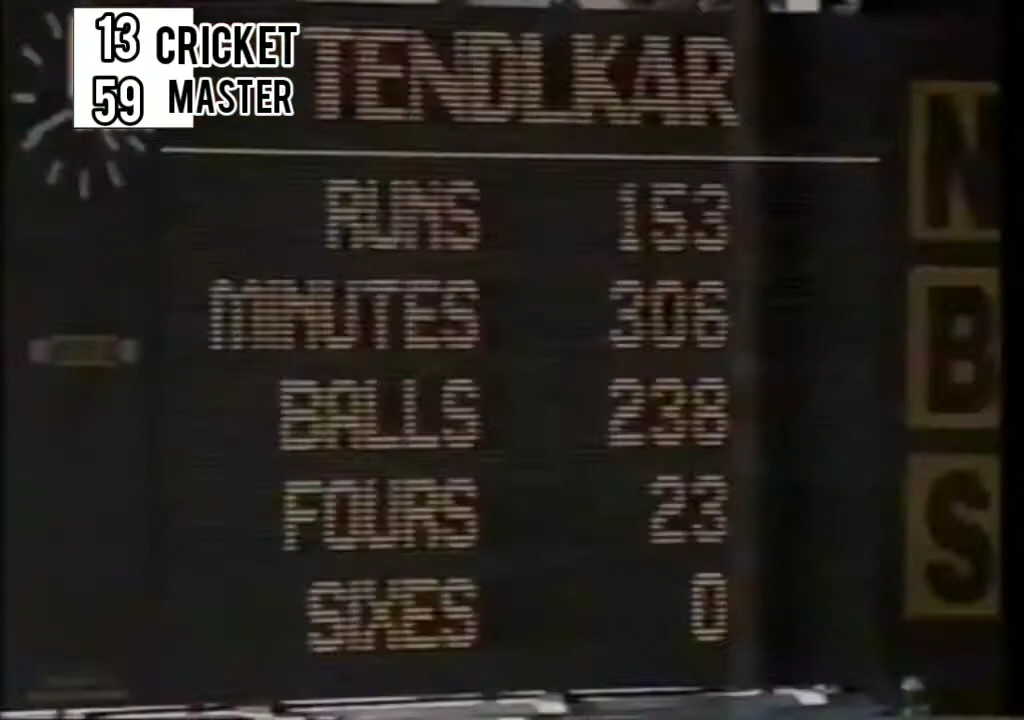 13 CRICKET
59 MASTER
TENDLKAR
RUNS 153
MINUTES 306
BALLS 238
FOURS 23
SIXES 0
N
B
S